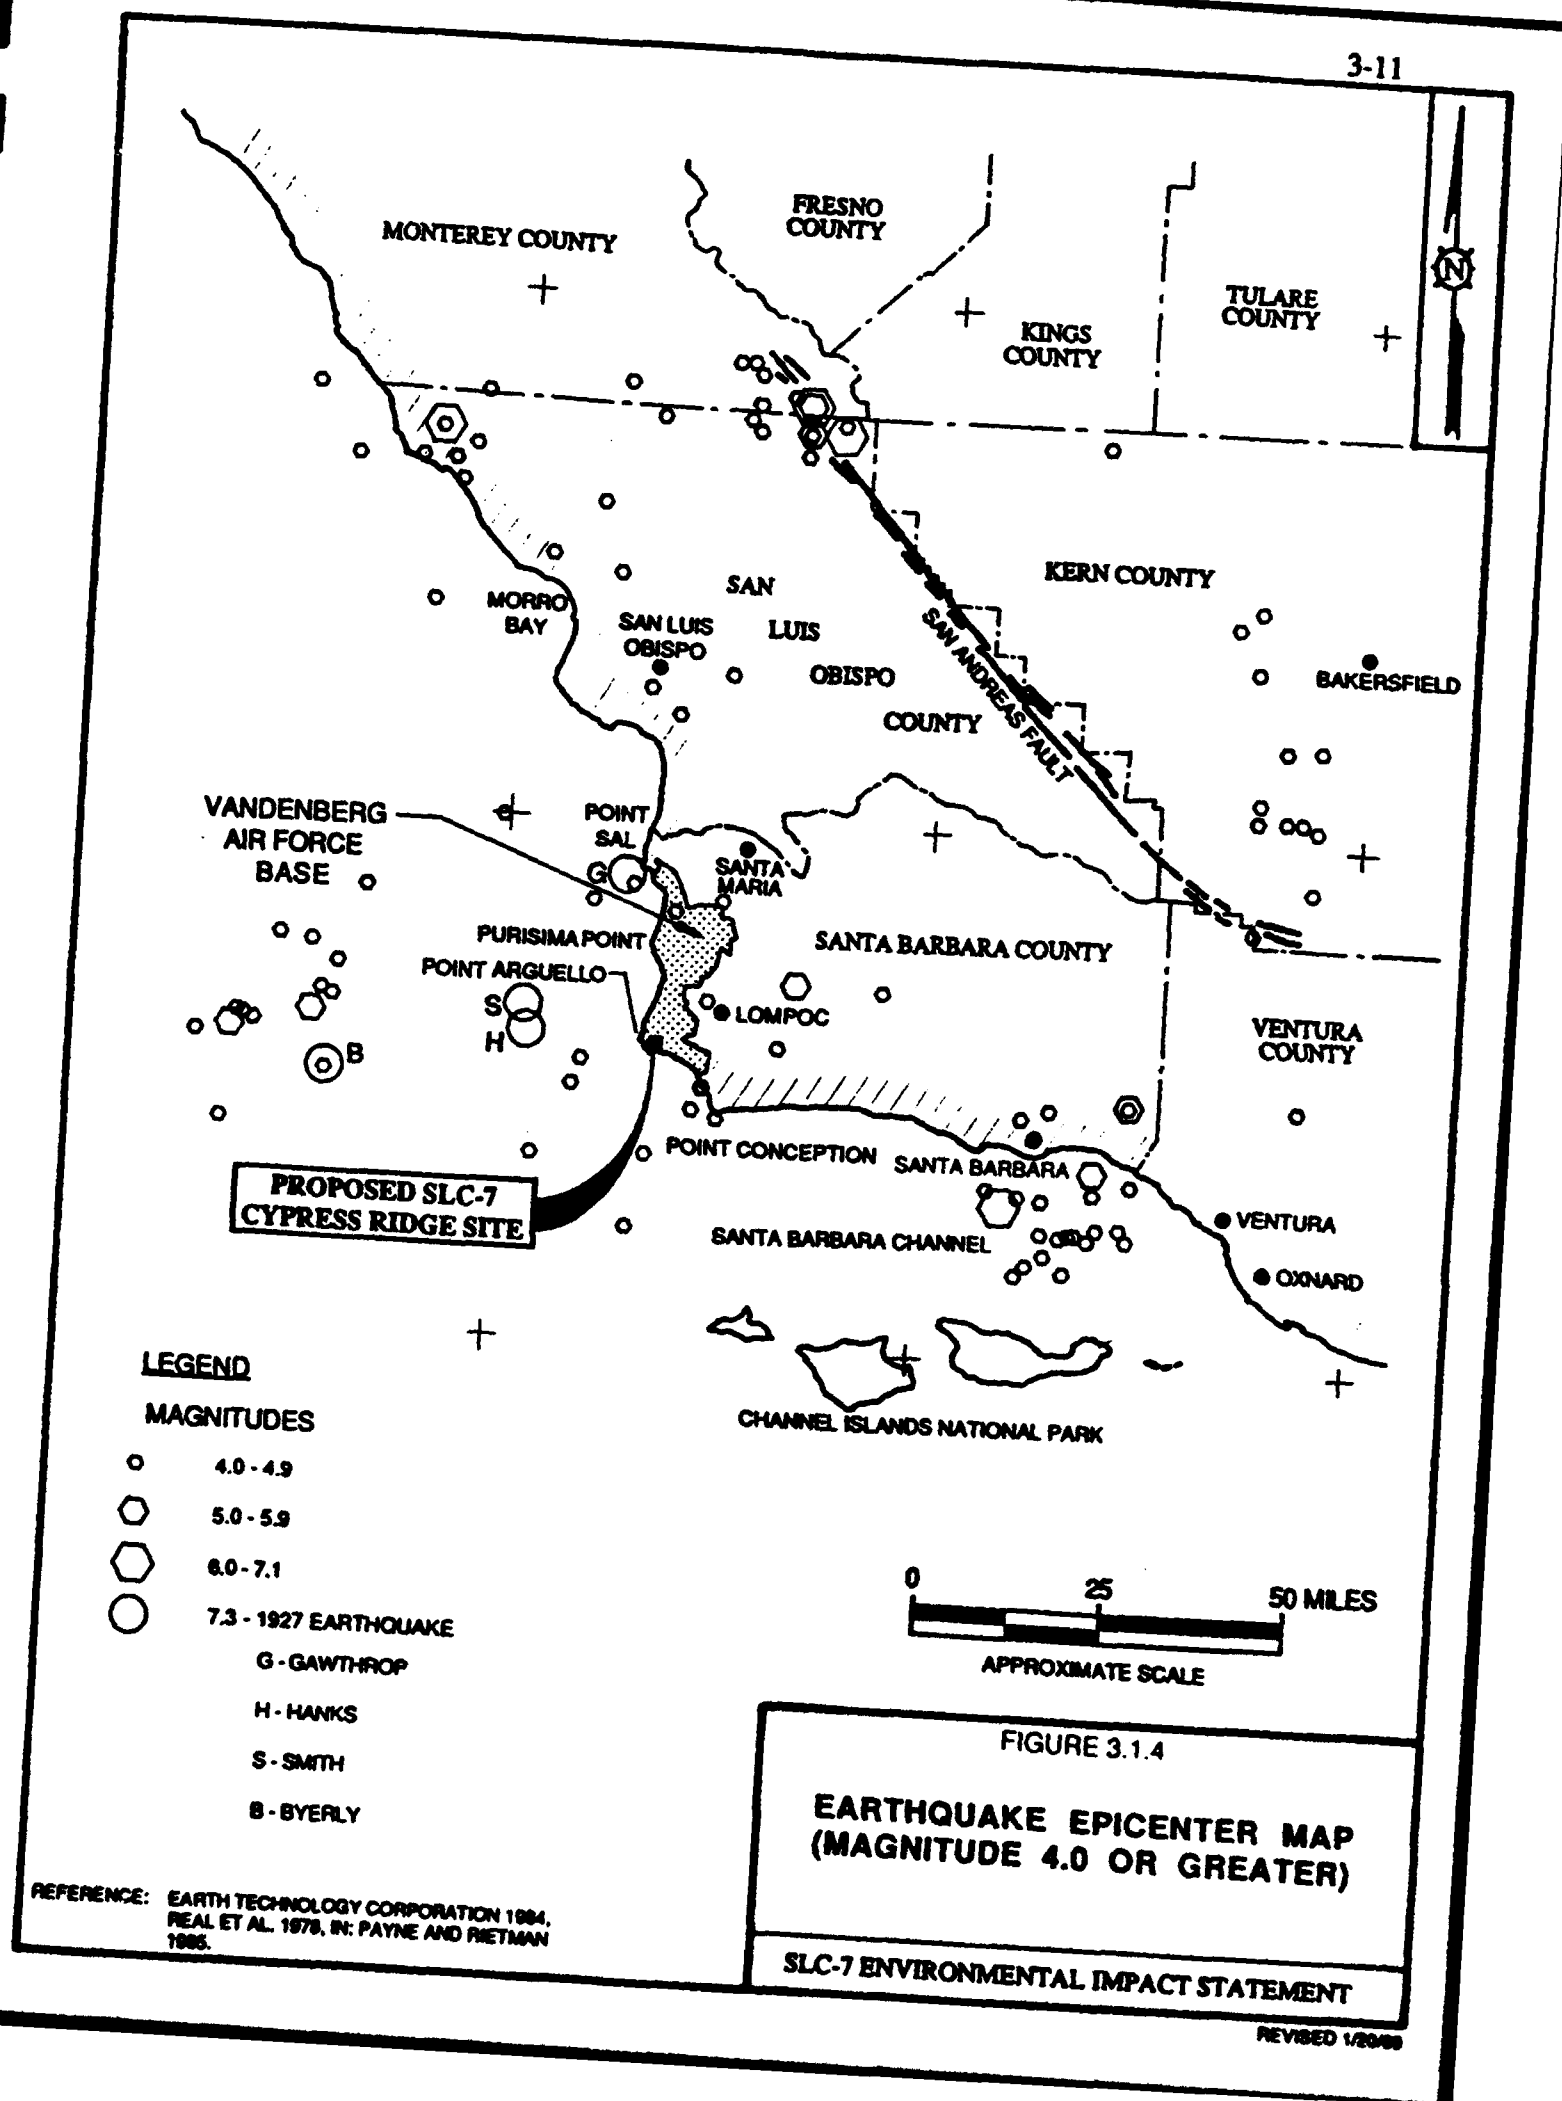 3-11
MONTEREY COUNTY
FRESNO
COUNTY
KINGS
COUNTY
TULARE
COUNTY
N
KERN COUNTY
MORRO
BAY
SAN LUIS
OBISPO
SAN
LUIS
OBISPO
COUNTY
SAN ANDREAS FAULT
BAKERSFIELD
VANDENBERG
AIR FORCE
BASE
POINT
SAL
G
SANTA
MARIA
PURISIMA POINT
POINT ARGUELLO
SANTA BARBARA COUNTY
S
H
B
LOMPOC
VENTURA
COUNTY
POINT CONCEPTION
SANTA BARBARA
PROPOSED SLC-7
CYPRESS RIDGE SITE
SANTA BARBARA CHANNEL
VENTURA
OXNARD
CHANNEL ISLANDS NATIONAL PARK
LEGEND
MAGNITUDES
4.0 - 4.9
5.0 - 5.9
6.0 - 7.1
7.3 - 1927 EARTHQUAKE
G - GAWTHROP
H - HANKS
S - SMITH
B - BYERLY
0 25 50 MILES
APPROXIMATE SCALE
FIGURE 3.1.4
EARTHQUAKE EPICENTER MAP
(MAGNITUDE 4.0 OR GREATER)
REFERENCE: EARTH TECHNOLOGY CORPORATION 1984,
REAL ET AL. 1978, IN: PAYNE AND RIETMAN
1985.
SLC-7 ENVIRONMENTAL IMPACT STATEMENT
REVISED